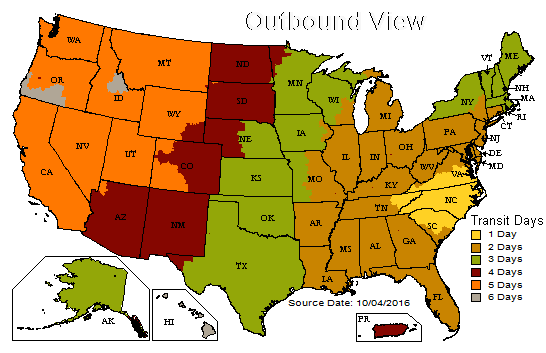 Outbound View
WA
MT
ND
MN
VT
ME
OR
ID
SD
WI
NY
NH
MA
MI
RI
CT
WY
IA
PA
NJ
NE
OH
DE
NV
UT
IL
IN
MD
WV
VA
CO
KS
MO
KY
CA
NC
TN
Transit Days
AZ
NM
OK
AR
SC
1 Day
2 Days
MS
AL
GA
3 Days
TX
4 Days
LA
5 Days
FL
6 Days
Source Date: 10/04/2016
AK
HI
PR